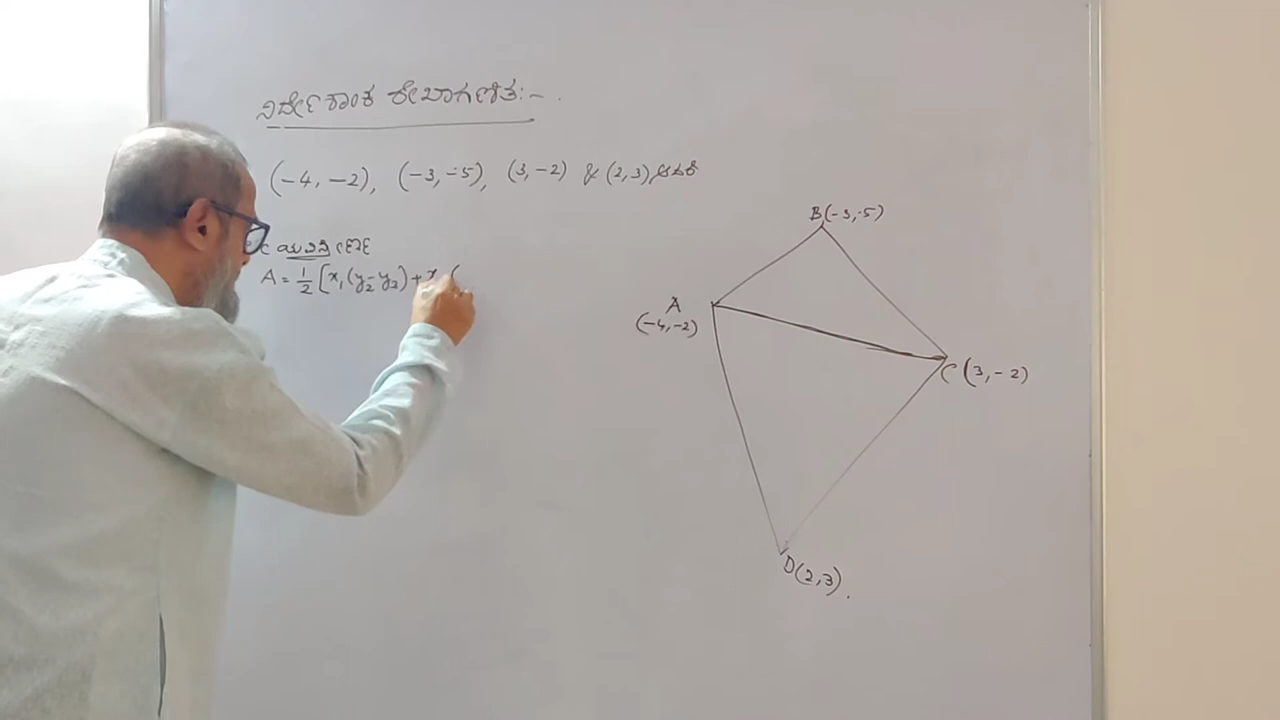 ನಿರ್ದೇಶಾಂಕ ರೇಖಾಗಣಿತ:-
(-4, -2), (-3, -5), (3, -2) & (2, 3)
A = 1/2 [x₁(y₂-y₃)+x (
B(-3,-5)
A
(-4,-2)
C(3,-2)
D(2,3).